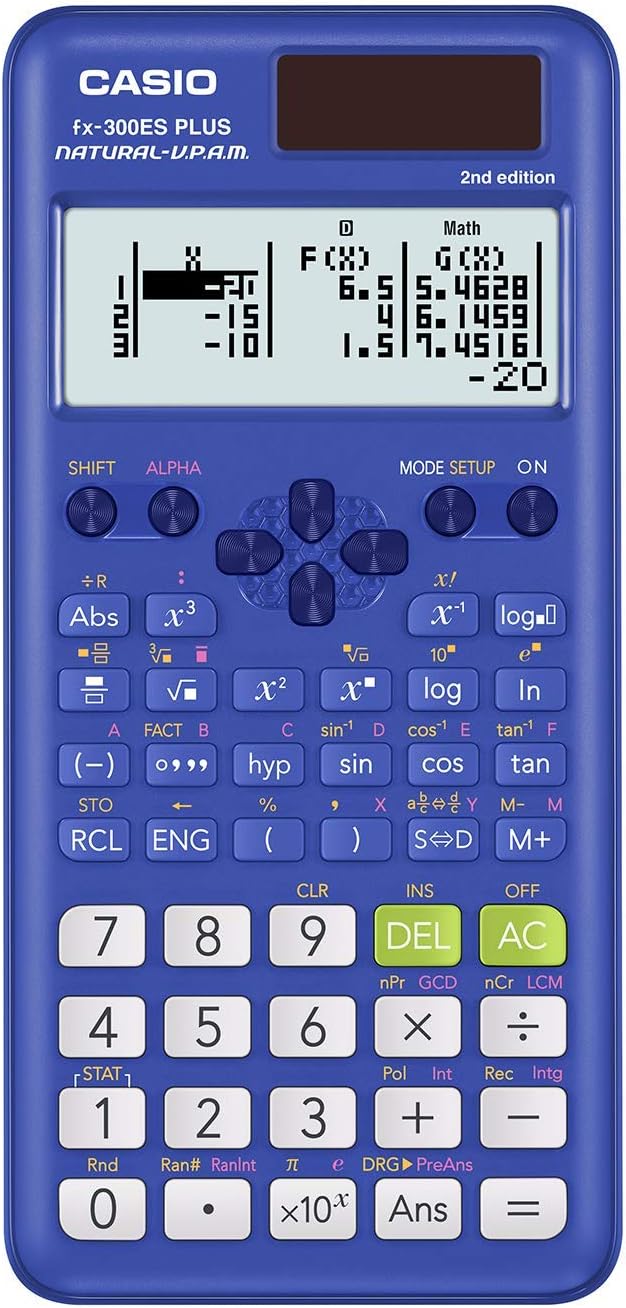 CASIO
fx-300ES PLUS
NATURAL-V.P.A.M.
2nd edition
D Math
X F(X) G(X)
1 -20 6.5 5.4628
2 -15 4 6.1459
3 -10 1.5 7.4516
-20
SHIFT ALPHA MODE SETUP ON
÷R : x!
Abs x³ x⁻¹ log■□
³√■ ■√□ 10■ e■
√■ x² x■ log ln
A FACT B C sin⁻¹ D cos⁻¹ E tan⁻¹ F
(−) °,,, hyp sin cos tan
STO ← % , X a b/c⇔d/c Y M− M
RCL ENG ( ) S⇔D M+
CLR INS OFF
7 8 9 DEL AC
nPr GCD nCr LCM
4 5 6 × ÷
STAT Pol Int Rec Intg
1 2 3 + −
Rnd Ran# RanInt π e DRG▶ PreAns
0 • ×10ˣ Ans =